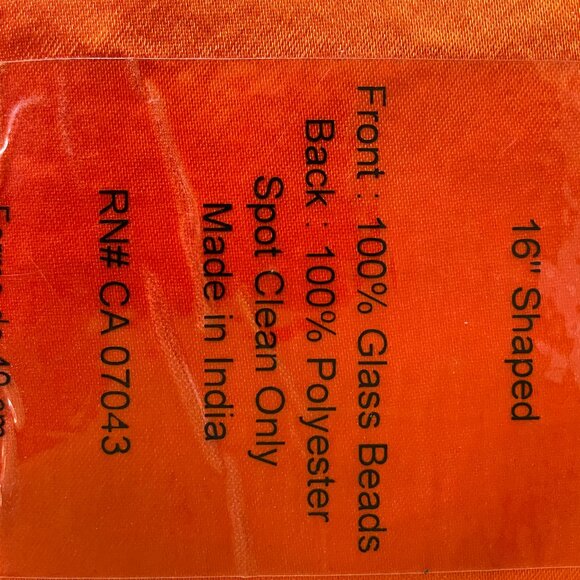 16" Shaped
Front : 100% Glass Beads
Back : 100% Polyester
Spot Clean Only
Made in India
RN# CA 07043